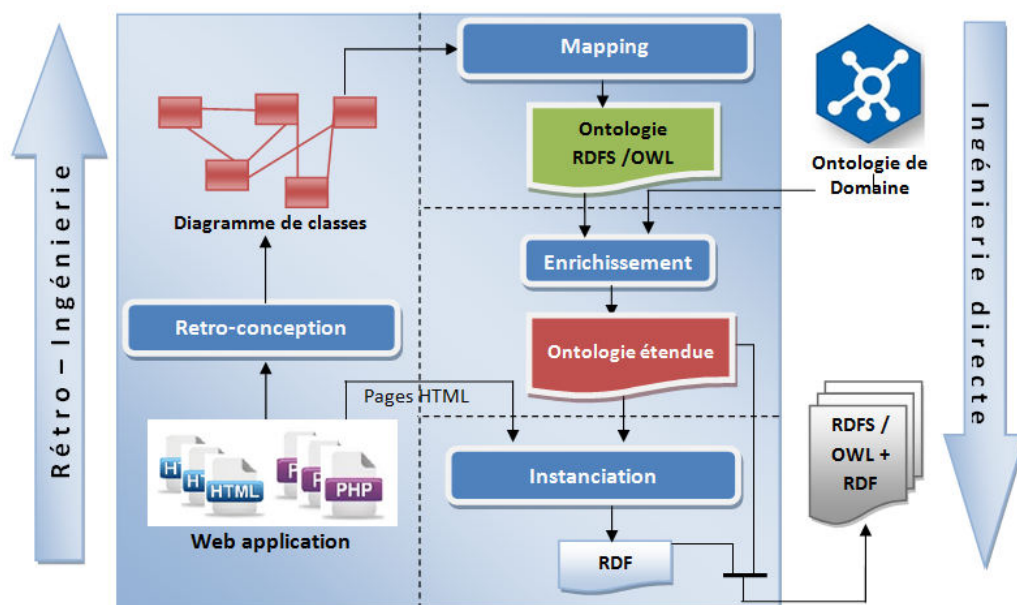 Rétro – Ingénierie
Mapping
Ontologie
RDFS /OWL
Ontologie de
Domaine
Diagramme de classes
Enrichissement
Retro-conception
Ontologie étendue
Pages HTML
HTML
PHP
Web application
Instanciation
RDF
RDFS /
OWL +
RDF
Ingénierie directe